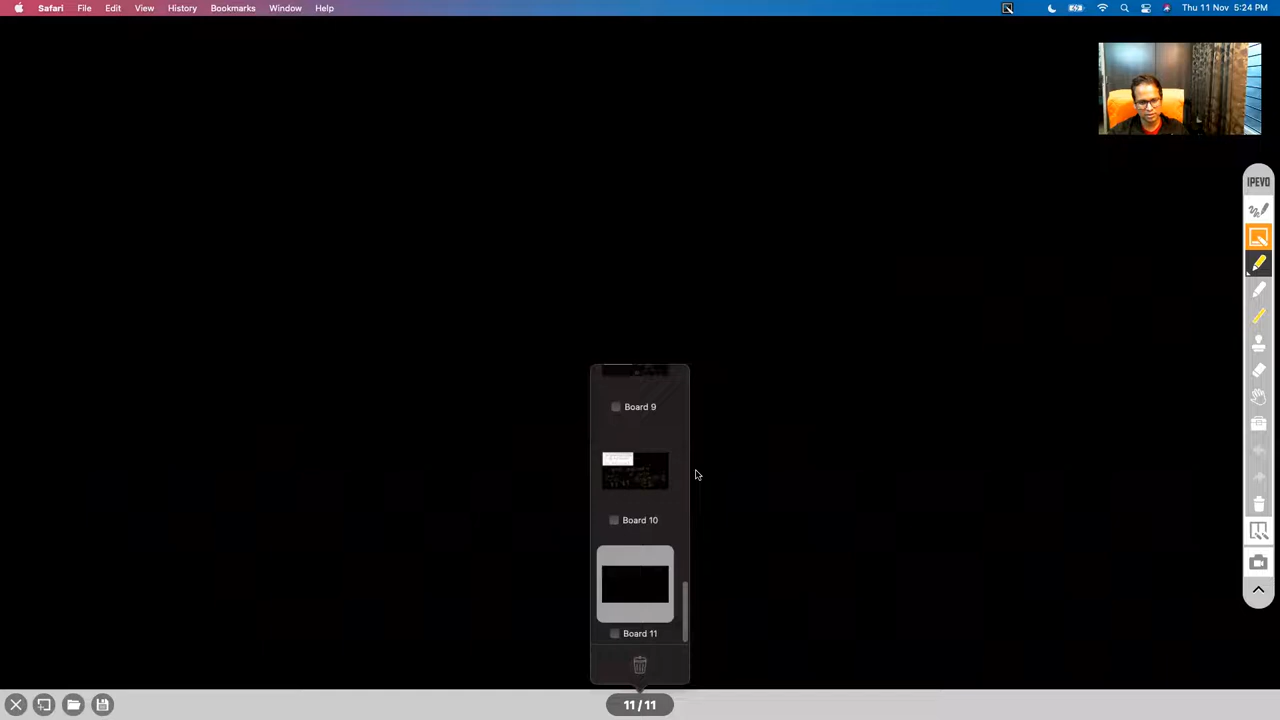 Safari File Edit View History Bookmarks Window Help Thu 11 Nov 5:24 PM
IPEVO
Board 9
Board 10
Board 11
11 / 11